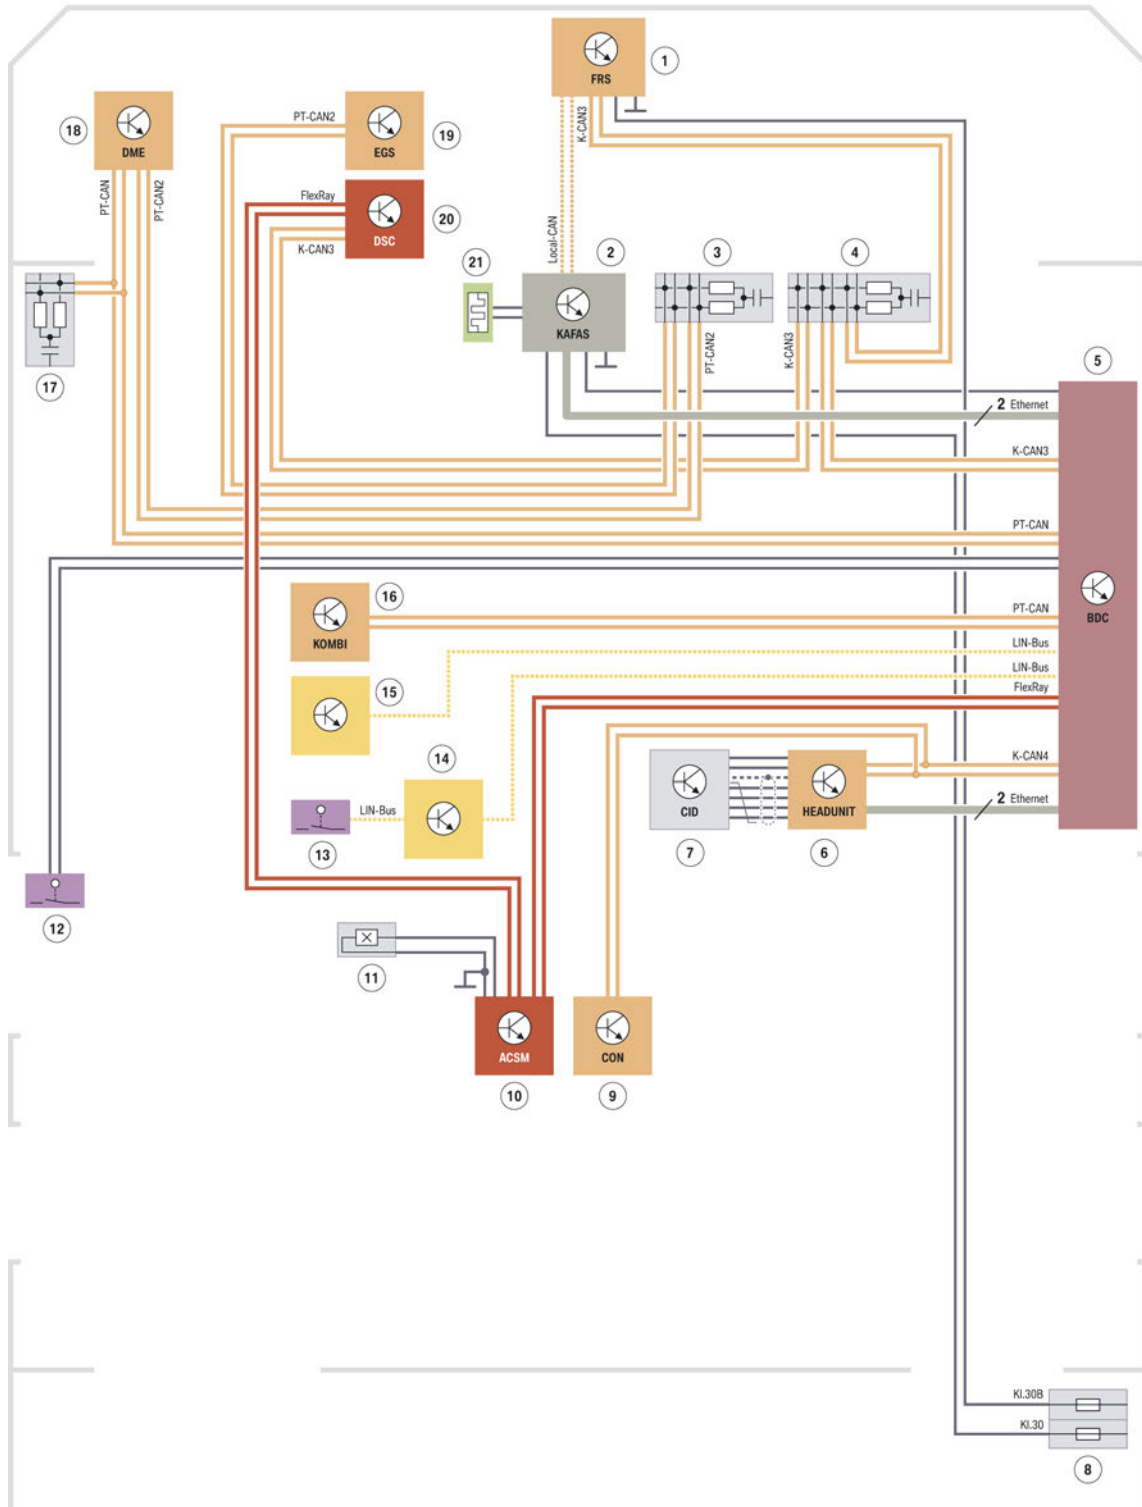 1
FRS
18
DME
PT-CAN2
19
EGS
K-CAN3
PT-CAN
PT-CAN2
FlexRay
20
DSC
K-CAN3
Local-CAN
21
2
KAFAS
3
4
PT-CAN2
K-CAN3
17
5
2 Ethernet
K-CAN3
PT-CAN
BDC
16
KOMBI
PT-CAN
LIN-Bus
15
LIN-Bus
FlexRay
14
K-CAN4
CID
HEADUNIT
2 Ethernet
LIN-Bus
13
7
6
12
11
ACSM
CON
10
9
Kl.30B
Kl.30
8